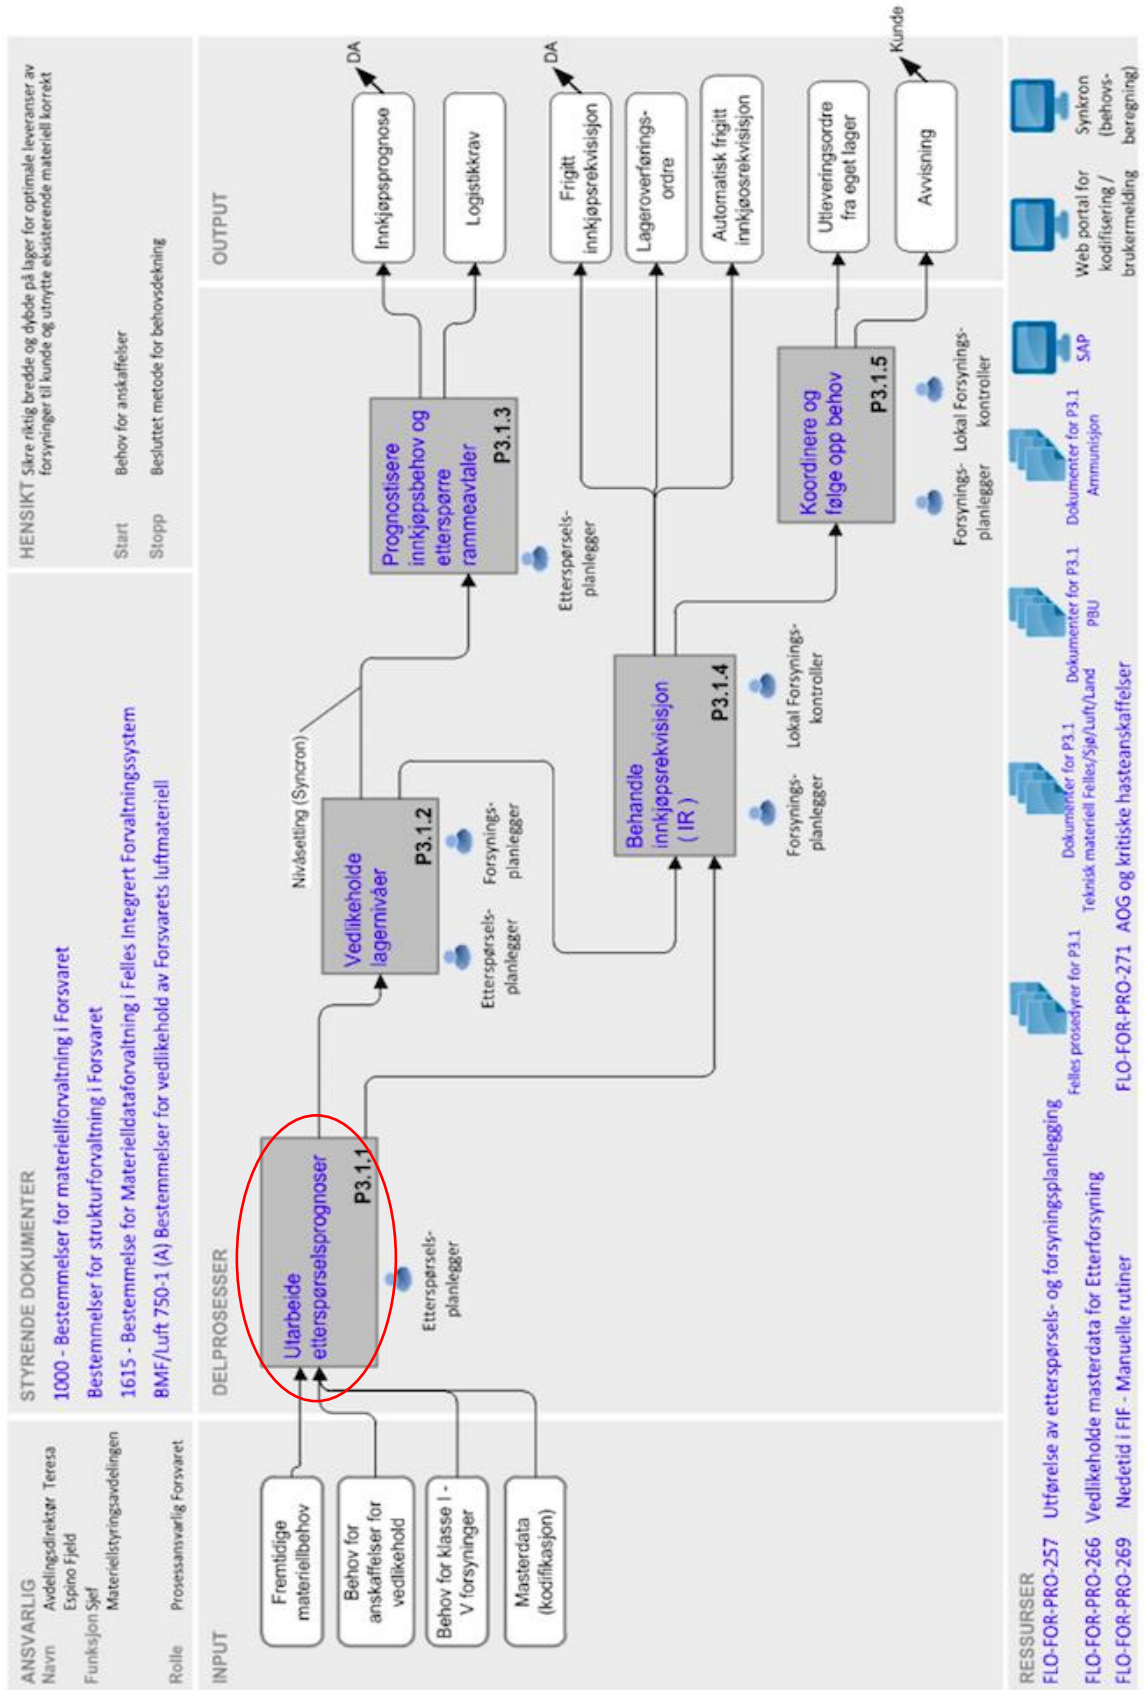 ANSVARLIG
Navn Avdelingsdirektør Teresa
Espino Fjeld
Funksjon Sjef
Materiellstyringsavdelingen
Rolle Prosessansvarlig Forsvaret
STYRENDE DOKUMENTER
1000 - Bestemmelser for materiellforvaltning i Forsvaret
Bestemmelser for strukturforvaltning i Forsvaret
1615 - Bestemmelse for Materielldataforvaltning i Felles Integrert Forvaltningssystem
BMF/Luft 750-1 (A) Bestemmelser for vedlikehold av Forsvarets luftmateriell
HENSIKT Sikre riktig bredde og dybde på lager for optimale leveranser av
forsyninger til kunde og utnytte eksisterende materiell korrekt
Start Behov for anskaffelser
Stopp Besluttet metode for behovsdekning
INPUT
Fremtidige
materiellbehov
Behov for
anskaffelser for
vedlikehold
Behov for klasse I -
V forsyninger
Masterdata
(kodifikasjon)
DELPROSESSER
Utarbeide
etterspørselsprognoser
P3.1.1
Etterspørsels-
planlegger
Vedlikeholde
lagernivåer
P3.1.2
Etterspørsels-
planlegger
Forsynings-
planlegger
Nivåsetting (Syncron)
Prognostisere
innkjøpsbehov og
etterspørre
rammeavtaler
P3.1.3
Etterspørsels-
planlegger
Behandle
innkjøpsrekvisisjon
( IR )
P3.1.4
Forsynings-
planlegger
Lokal Forsynings-
kontroller
Koordinere og
følge opp behov
P3.1.5
Forsynings-
planlegger
Lokal Forsynings-
kontroller
OUTPUT
Innkjøpsprognose
DA
Logistikkrav
Frigitt
innkjøpsrekvisisjon
DA
Lageroverførings-
ordre
Automatisk frigitt
innkjøosrekvisisjon
Utleveringsordre
fra eget lager
Avvisning
Kunde
RESSURSER
FLO-FOR-PRO-257 Utførelse av etterspørsels- og forsyningsplanlegging
FLO-FOR-PRO-266 Vedlikeholde masterdata for Etterforsyning
FLO-FOR-PRO-269 Nedetid i FIF - Manuelle rutiner
FLO-FOR-PRO-271 AOG og kritiske hasteanskaffelser
Felles prosedyrer for P3.1
Dokumenter for P3.1
Teknisk materiell Felles/Sjø/Luft/Land
Dokumenter for P3.1
PBU
Dokumenter for P3.1
Ammunisjon
SAP
Web portal for
kodifisering /
brukermelding
Synkron
(behovs-
beregning)